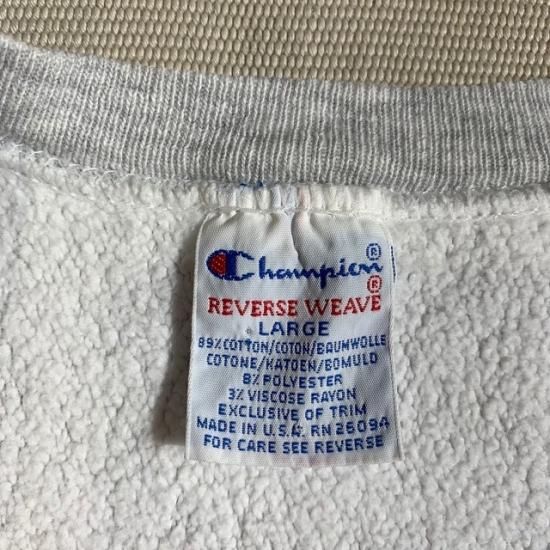 Champion®
REVERSE WEAVE®
LARGE
89% COTTON/COTON/BAUMWOLLE
COTONE/KATOEN/BOMULD
8% POLYESTER
3% VISCOSE RAYON
EXCLUSIVE OF TRIM
MADE IN U.S.A. RN 26094
FOR CARE SEE REVERSE